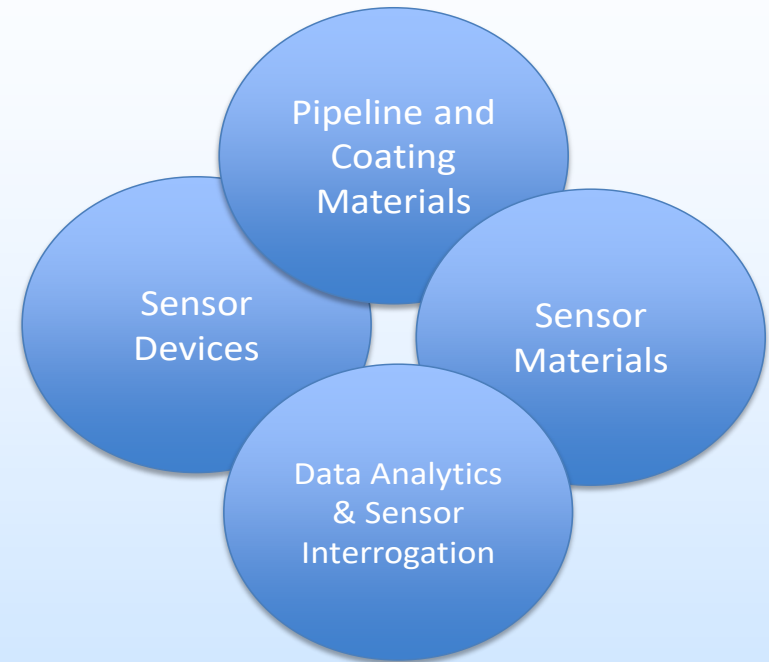 Pipeline and
Coating
Materials
Sensor
Devices
Sensor
Materials
Data Analytics
& Sensor
Interrogation